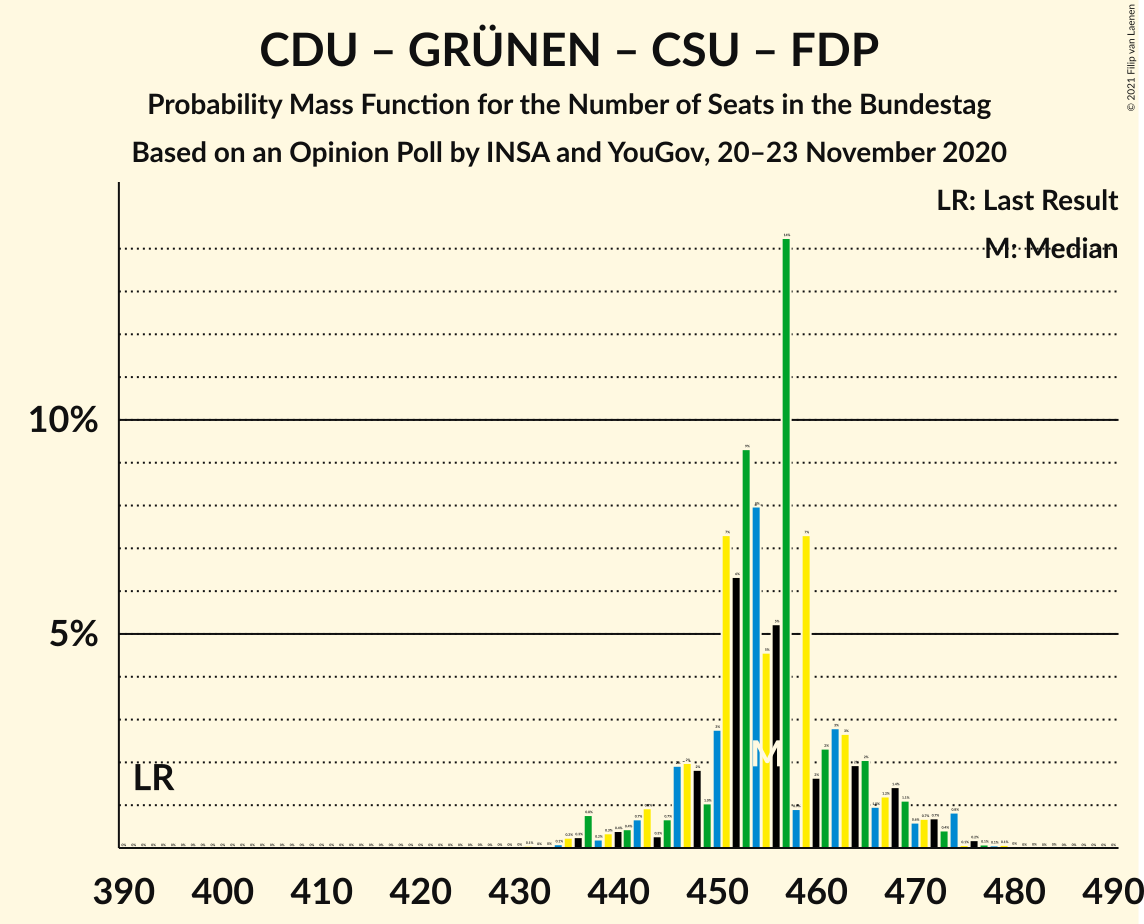 CDU – GRÜNEN – CSU – FDP
Probability Mass Function for the Number of Seats in the Bundestag
Based on an Opinion Poll by INSA and YouGov, 20–23 November 2020
© 2021 Filip van Laenen
LR: Last Result
M: Median
10%
5%
LR
M
390 400 410 420 430 440 450 460 470 480 490